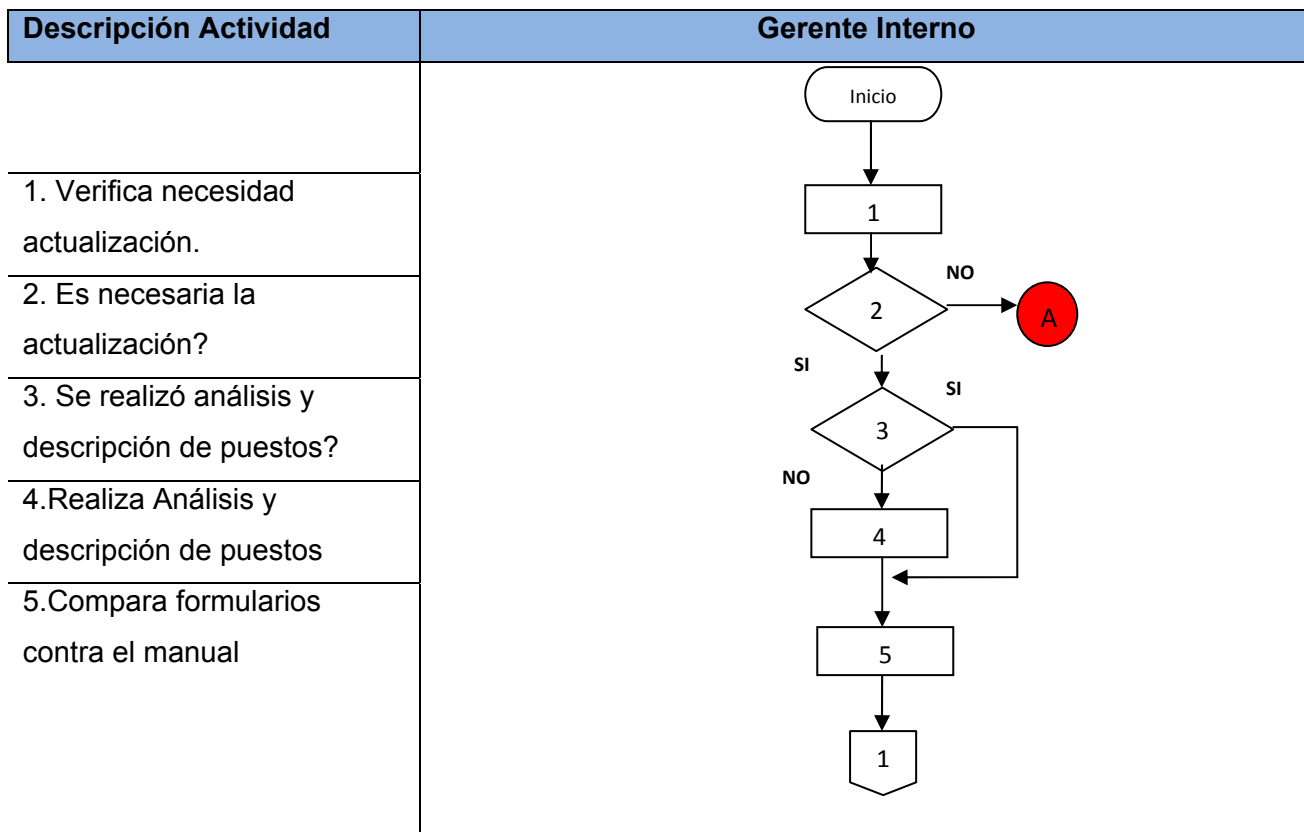 Descripción Actividad
Gerente Interno
Inicio
1. Verifica necesidad
actualización.
1
2. Es necesaria la
actualización?
2
NO
A
SI
3. Se realizó análisis y
descripción de puestos?
3
SI
NO
4.Realiza Análisis y
descripción de puestos
4
5.Compara formularios
contra el manual
5
1